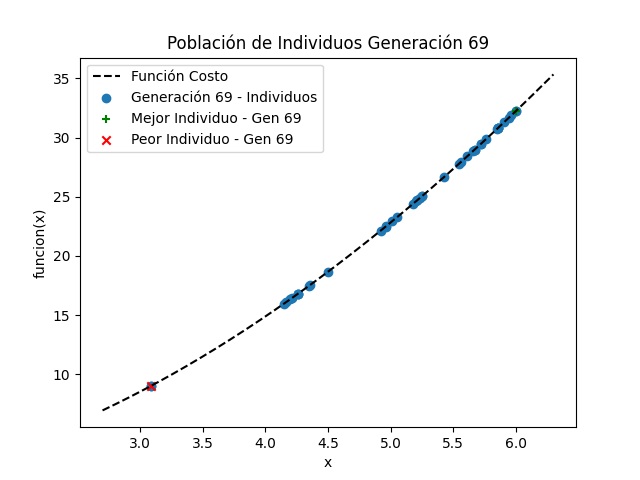 Población de Individuos Generación 69
Función Costo
Generación 69 - Individuos
Mejor Individuo - Gen 69
Peor Individuo - Gen 69
35
30
25
20
15
10
funcion(x)
3.0 3.5 4.0 4.5 5.0 5.5 6.0
x